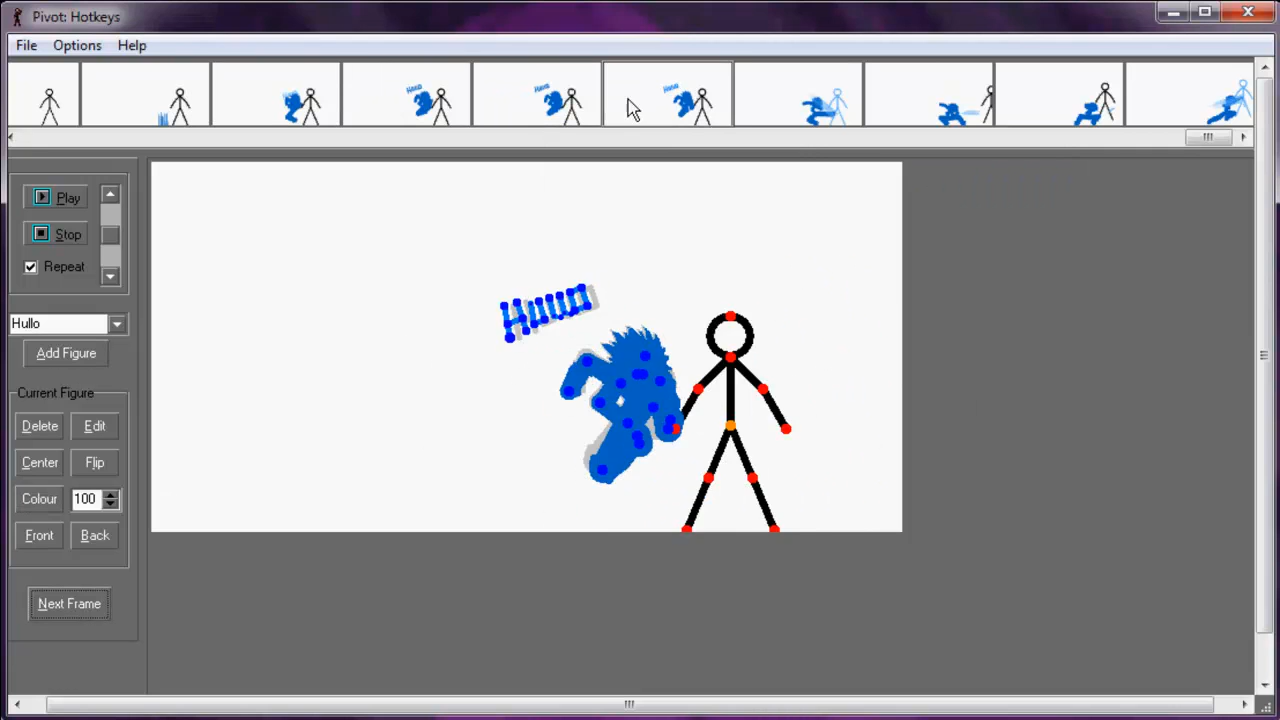 Pivot: Hotkeys
File Options Help
Play
Stop
Repeat
Hullo
Add Figure
Current Figure
Delete Edit
Center Flip
Colour 100
Front Back
Next Frame
Hullo